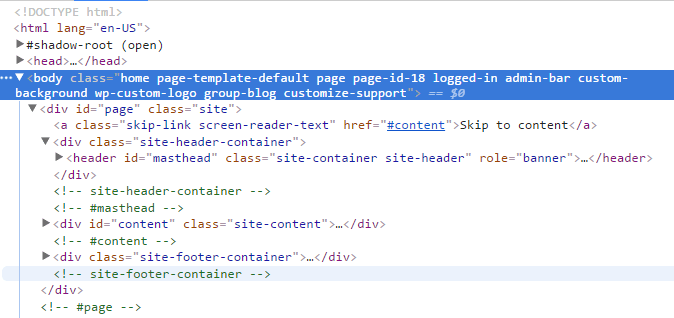 <!DOCTYPE html>
<html lang="en-US">
▶#shadow-root (open)
▶<head>…</head>
…▼<body class="home page-template-default page page-id-18 logged-in admin-bar custom-
background wp-custom-logo group-blog customize-support"> == $0
▼<div id="page" class="site">
<a class="skip-link screen-reader-text" href="#content">Skip to content</a>
▼<div class="site-header-container">
▶<header id="masthead" class="site-container site-header" role="banner">…</header>
</div>
<!-- site-header-container -->
<!-- #masthead -->
▶<div id="content" class="site-content">…</div>
<!-- #content -->
▶<div class="site-footer-container">…</div>
<!-- site-footer-container -->
</div>
<!-- #page -->